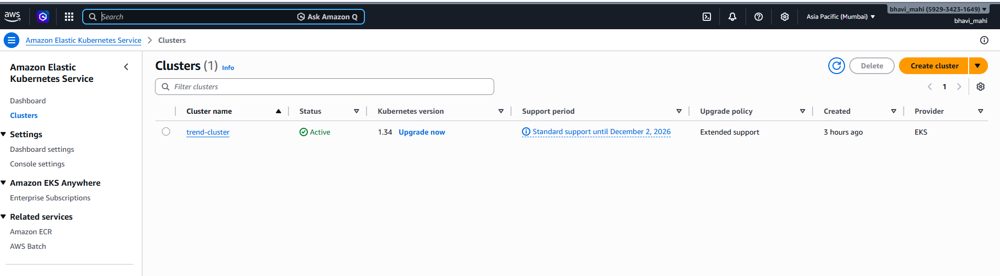 aws
Search
Ask Amazon Q
Asia Pacific (Mumbai)
bhavi_mahi (5929-3423-1649)
bhavi_mahi
Amazon Elastic Kubernetes Service > Clusters
Amazon Elastic
Kubernetes Service
Dashboard
Clusters
Settings
Dashboard settings
Console settings
Amazon EKS Anywhere
Enterprise Subscriptions
Related services
Amazon ECR
AWS Batch
Clusters (1) Info
Delete
Create cluster
Filter clusters
1
Cluster name Status Kubernetes version Support period Upgrade policy Created Provider
trend-cluster Active 1.34 Upgrade now Standard support until December 2, 2026 Extended support 3 hours ago EKS